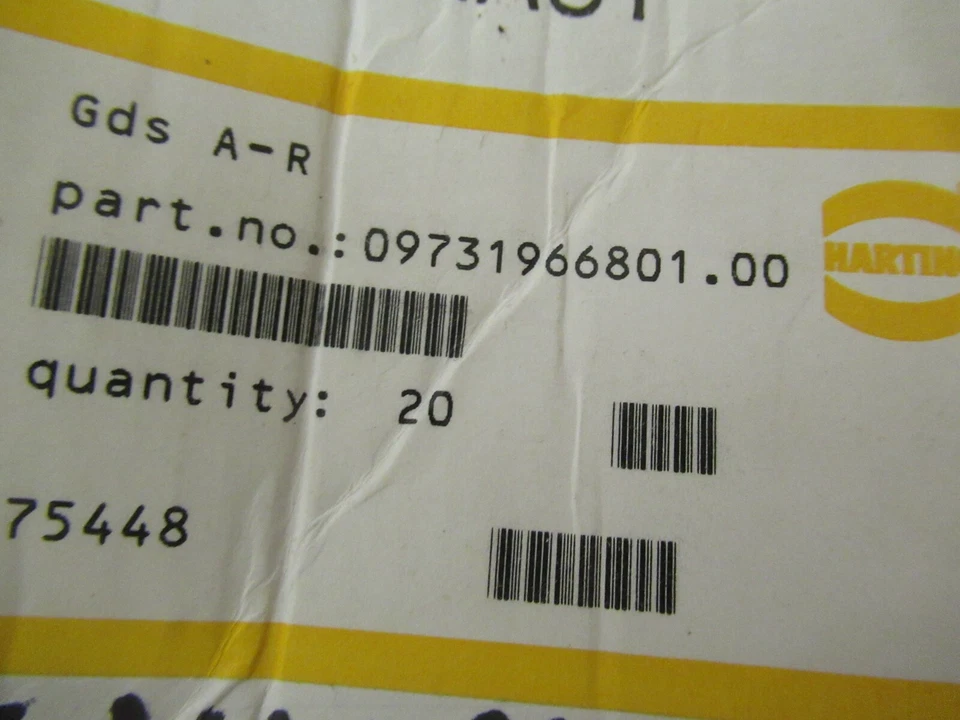 Gds A-R
part.no.:09731966801.00
HARTIN
quantity: 20
75448